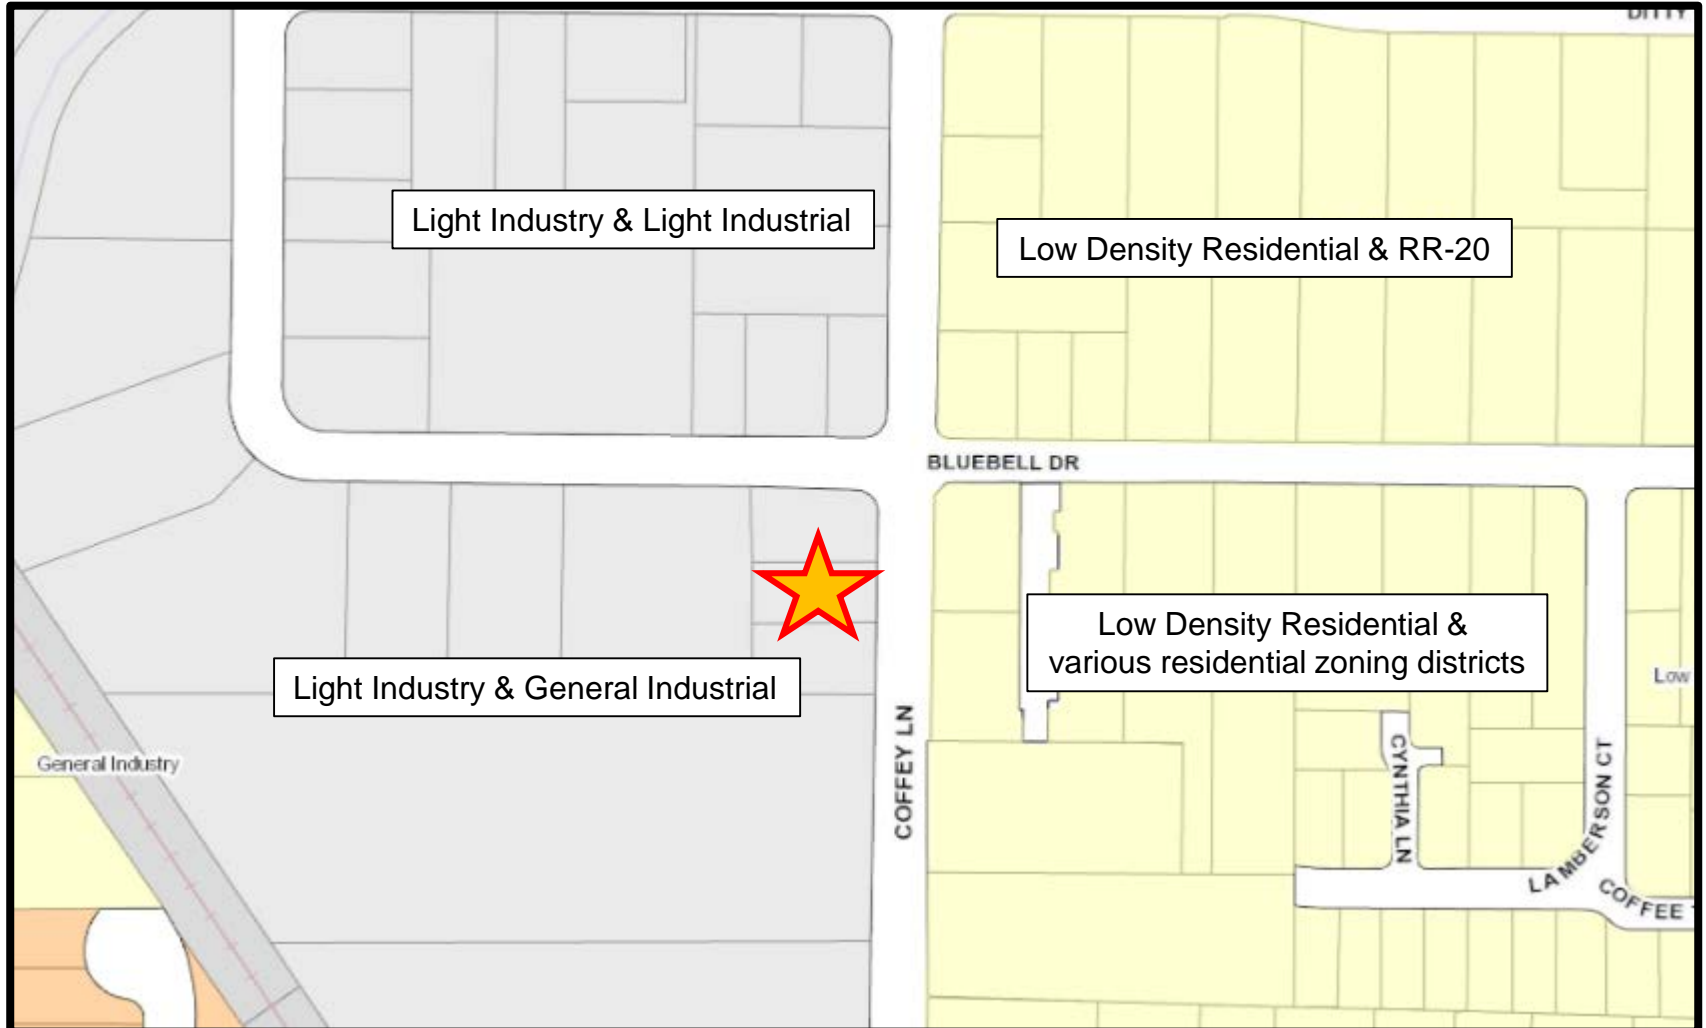 Light Industry & Light Industrial
Low Density Residential & RR-20
BLUEBELL DR
Low Density Residential &
various residential zoning districts
Light Industry & General Industrial
Low
General Industry
COFFEY LN
CYNTHIA LN
LAMBERSON CT
COFFEE